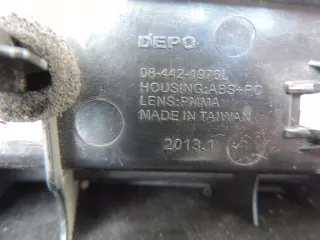 DEPO
08-442-1976L
HOUSING:ABS+PC
LENS:PMMA
MADE IN TAIWAN
2013.1